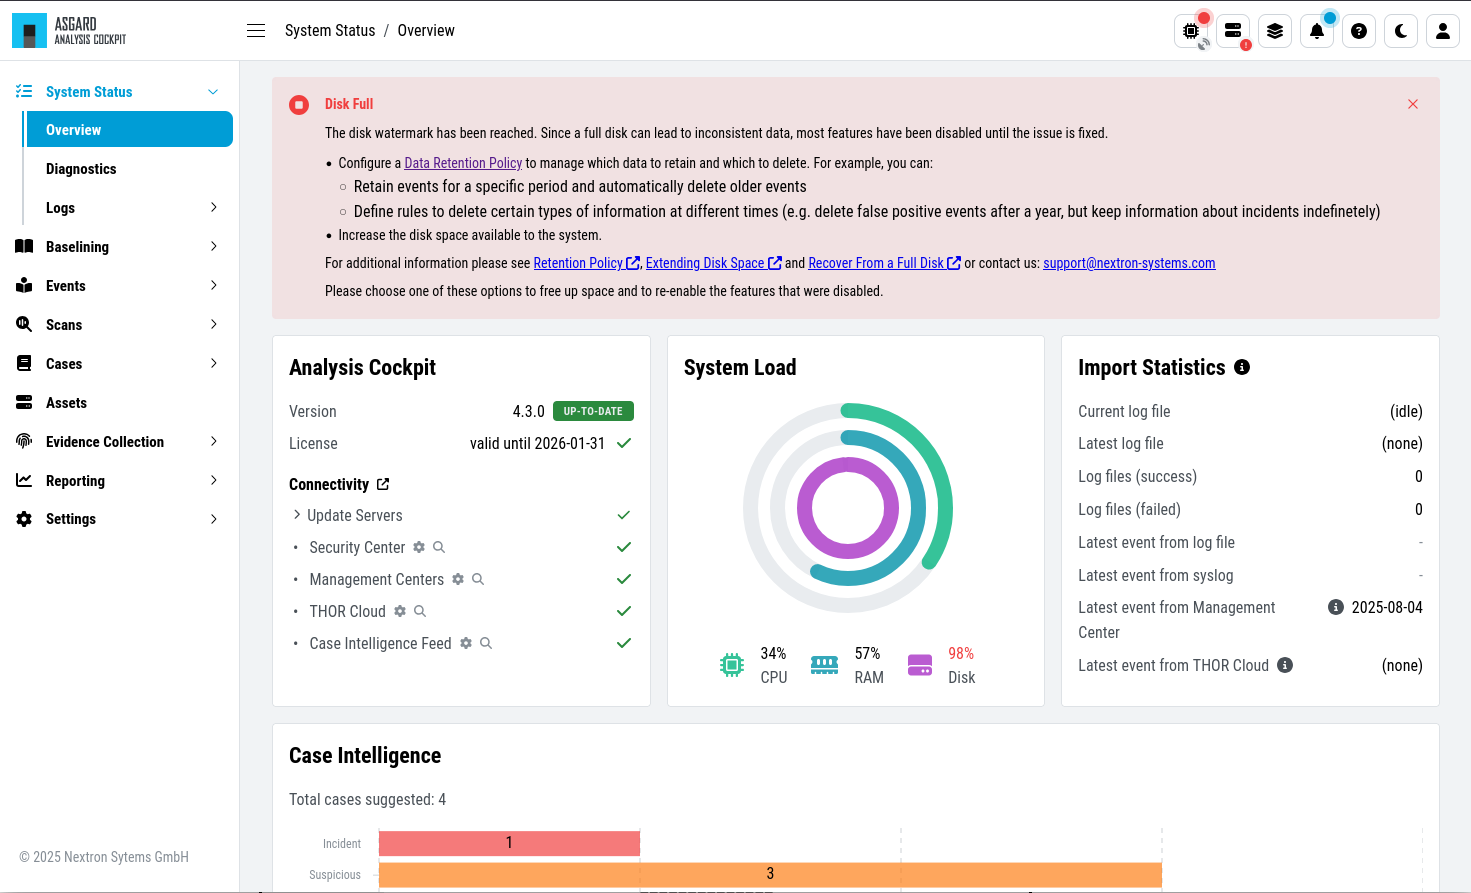 ASGARD
ANALYSIS COCKPIT
System Status / Overview
System Status
Overview
Diagnostics
Logs
Baselining
Events
Scans
Cases
Assets
Evidence Collection
Reporting
Settings
© 2025 Nextron Sytems GmbH
Disk Full
The disk watermark has been reached. Since a full disk can lead to inconsistent data, most features have been disabled until the issue is fixed.
• Configure a Data Retention Policy to manage which data to retain and which to delete. For example, you can:
○ Retain events for a specific period and automatically delete older events
○ Define rules to delete certain types of information at different times (e.g. delete false positive events after a year, but keep information about incidents indefinetely)
• Increase the disk space available to the system.
For additional information please see Retention Policy, Extending Disk Space and Recover From a Full Disk or contact us: support@nextron-systems.com
Please choose one of these options to free up space and to re-enable the features that were disabled.
Analysis Cockpit
Version 4.3.0 UP-TO-DATE
License valid until 2026-01-31
Connectivity
Update Servers
• Security Center
• Management Centers
• THOR Cloud
• Case Intelligence Feed
System Load
34% CPU
57% RAM
98% Disk
Import Statistics
Current log file (idle)
Latest log file (none)
Log files (success) 0
Log files (failed) 0
Latest event from log file -
Latest event from syslog -
Latest event from Management Center 2025-08-04
Latest event from THOR Cloud (none)
Case Intelligence
Total cases suggested: 4
Incident 1
Suspicious 3